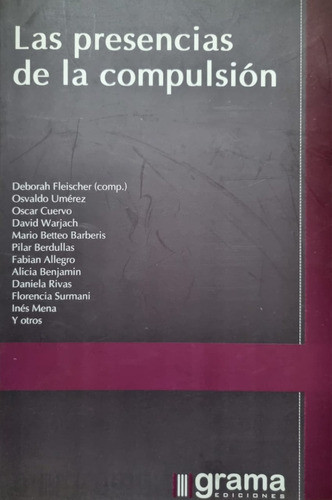 Las presencias
de la compulsión
Deborah Fleischer (comp.)
Osvaldo Umérez
Oscar Cuervo
David Warjach
Mario Betteo Barberis
Pilar Berdullas
Fabian Allegro
Alicia Benjamin
Daniela Rivas
Florencia Surmani
Inés Mena
Y otros
grama
EDICIONES